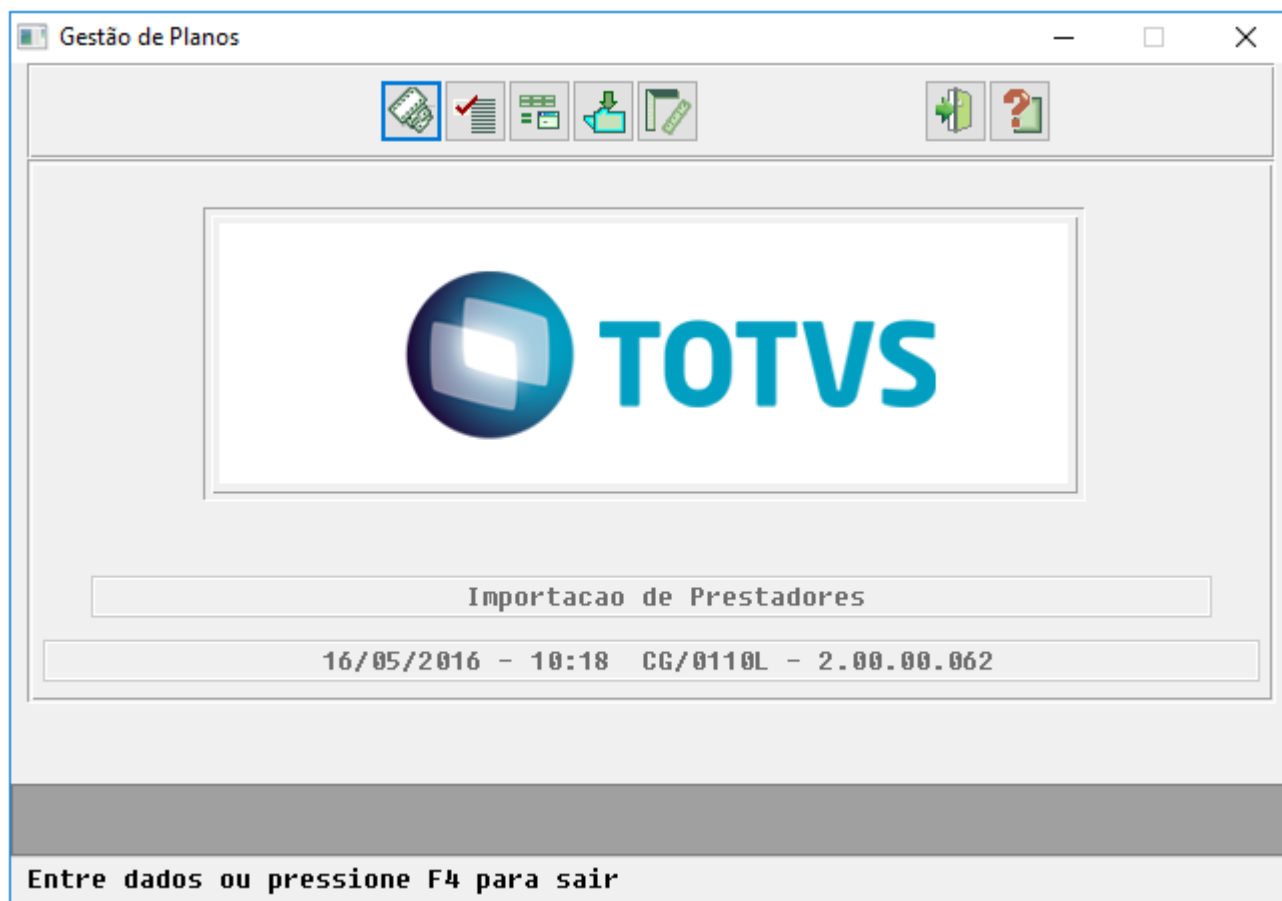 Gestão de Planos
TOTVS
Importacao de Prestadores
16/05/2016 - 10:18 CG/0110L - 2.00.00.062
Entre dados ou pressione F4 para sair